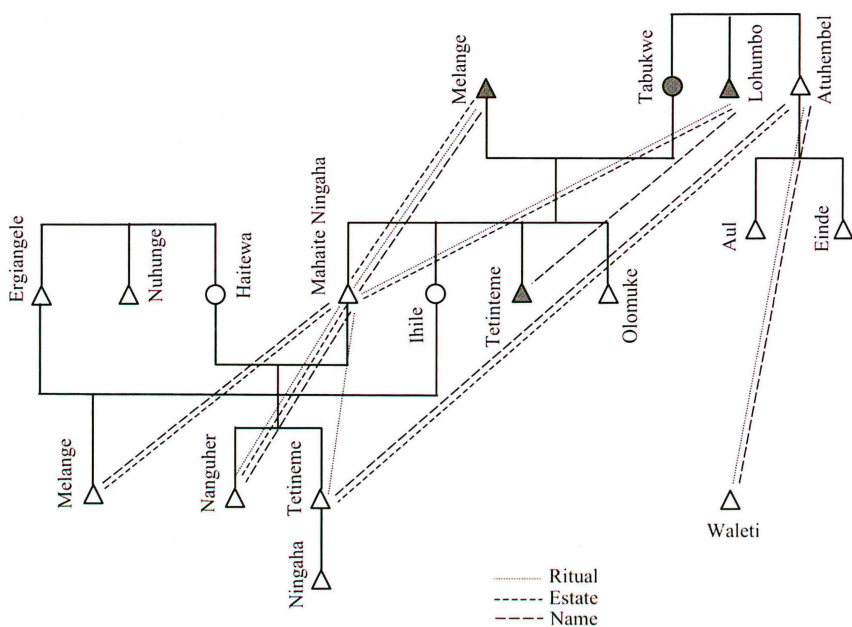 Melange
Tabukwe
Lohumbo
Atuhembel
Ergiangele
Nuhunge
Haitewa
Mahaite Ningaha
Ihile
Tetinteme
Olomuke
Aul
Einde
Melange
Nanguher
Tetineme
Waleti
Ningaha
Ritual
Estate
Name